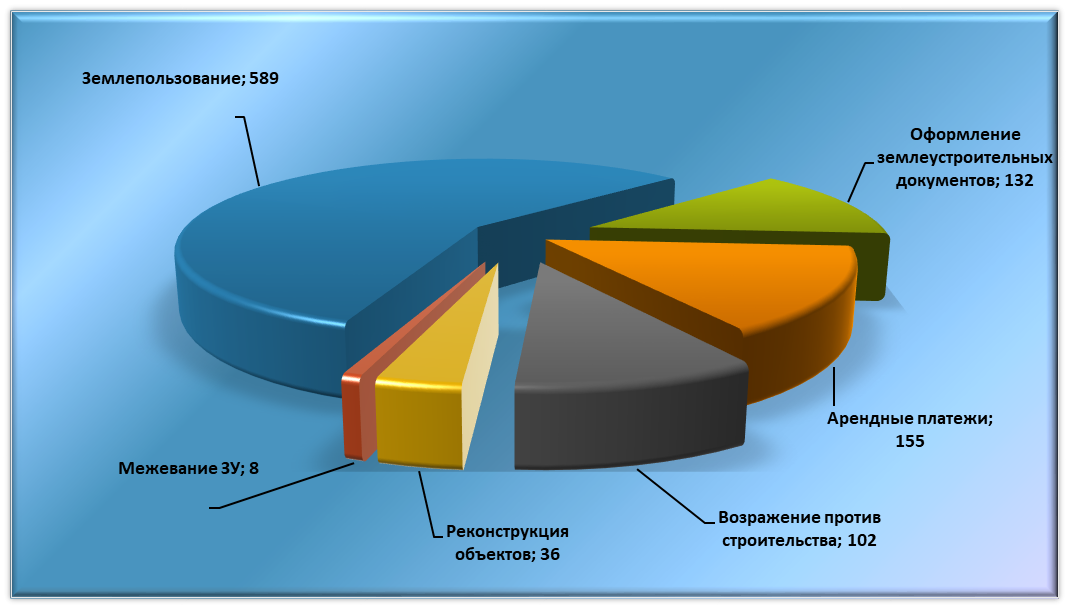 Землепользование; 589
Оформление
землеустроительных
документов; 132
Арендные платежи;
155
Межевание ЗУ; 8
Возражение против
строительства; 102
Реконструкция
объектов; 36